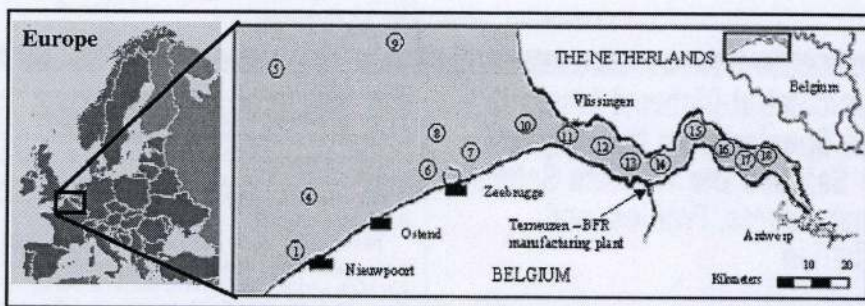 Europe
9
5
THE NETHERLANDS
Belgium
Vlissingen
8
10
11
15
7
12
16
17
18
6
13
14
4
Zeebrugge
Terneuzen – BFR
manufacturing plant
Ostend
Antwerp
1
Nieuwpoort
BELGIUM
Kilometers
10
20